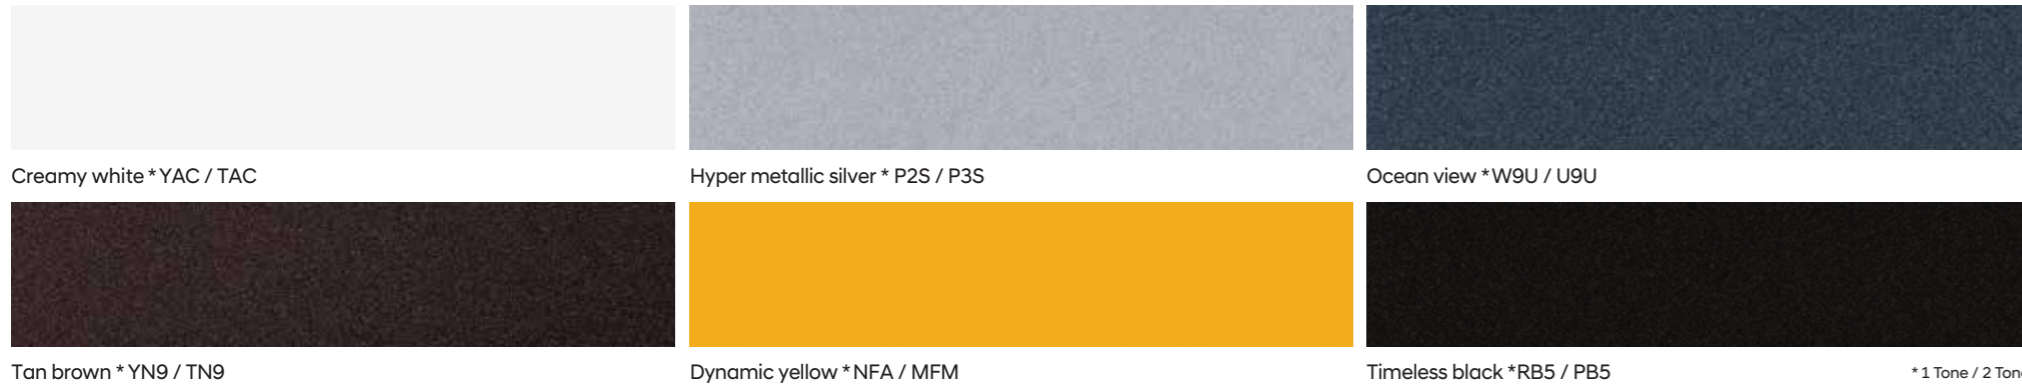 Creamy white *YAC / TAC
Hyper metallic silver * P2S / P3S
Ocean view *W9U / U9U
Tan brown * YN9 / TN9
Dynamic yellow *NFA / MFM
Timeless black *RB5 / PB5
* 1 Tone / 2 Ton